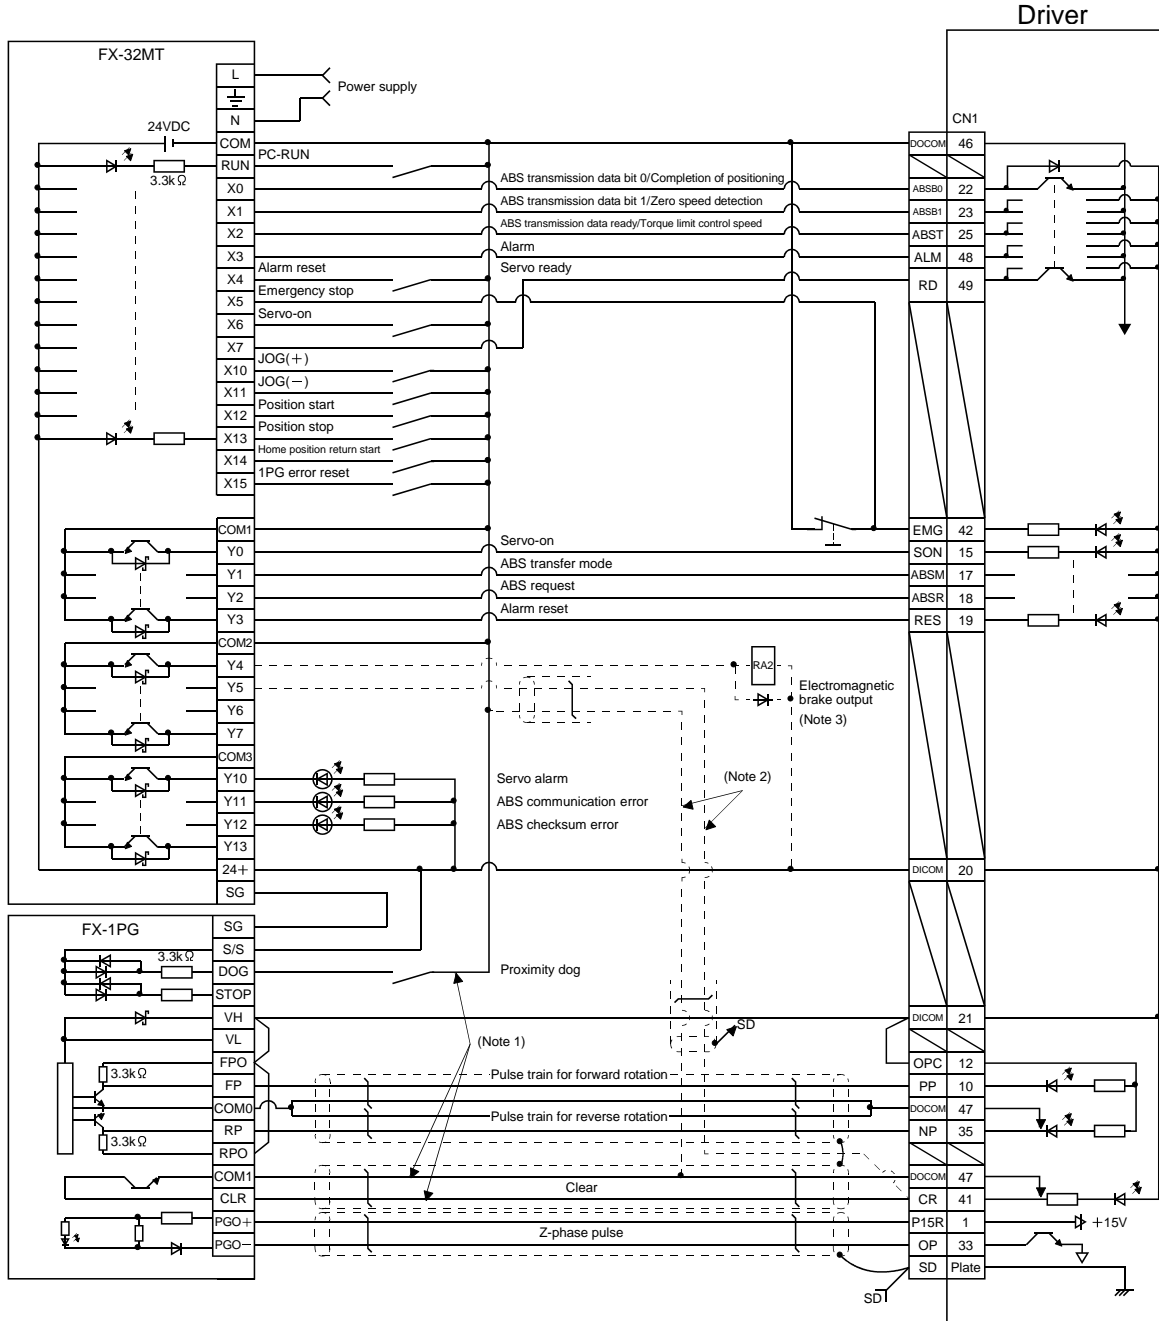 Driver
FX-32MT
L
Power supply
N
24VDC
CN1
COM
DOCOM 46
PC-RUN
RUN
3.3kΩ
X0 ABS transmission data bit 0/Completion of positioning ABSB0 22
X1 ABS transmission data bit 1/Zero speed detection ABSB1 23
X2 ABS transmission data ready/Torque limit control speed ABST 25
X3 Alarm ALM 48
Alarm reset Servo ready
X4 RD 49
Emergency stop
X5
Servo-on
X6
X7
JOG(+)
X10
JOG(−)
X11
Position start
X12
Position stop
X13
Home position return start
X14
1PG error reset
X15
COM1 EMG 42
Servo-on
Y0 SON 15
ABS transfer mode
Y1 ABSM 17
ABS request
Y2 ABSR 18
Alarm reset
Y3 RES 19
COM2
Y4 RA2
Y5 Electromagnetic
brake output
Y6 (Note 3)
Y7
COM3
Y10 Servo alarm (Note 2)
Y11 ABS communication error
Y12 ABS checksum error
Y13
24+ DICOM 20
SG
FX-1PG
SG
S/S
3.3kΩ
DOG Proximity dog
STOP
VH DICOM 21
SD
VL (Note 1)
FPO OPC 12
3.3kΩ Pulse train for forward rotation
FP PP 10
COM0 DOCOM 47
Pulse train for reverse rotation
RP NP 35
3.3kΩ
RPO
COM1 DOCOM 47
Clear
CLR CR 41
PGO+ P15R 1 +15V
Z-phase pulse
PGO− OP 33
SD Plate
SD